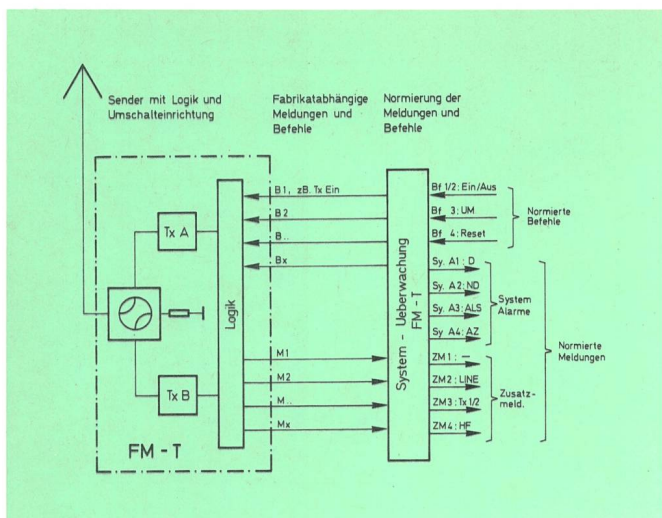 Sender mit Logik und
Umschalteinrichtung
Fabrikatabhängige
Meldungen und
Befehle
Normierung der
Meldungen und
Befehle
B1, zB. Tx Ein
B2
B..
Bx
Bf 1/2: Ein/Aus
Bf 3: UM
Bf 4: Reset
Normierte
Befehle
Tx A
Tx B
Logik
System - Ueberwachung
FM - T
Sy. A1: D
Sy. A2: ND
Sy. A3: ALS
Sy A4: AZ
System
Alarme
M1
M2
M..
Mx
ZM 1: -
ZM2: LINE
ZM3: Tx 1/2
ZM4: HF
Zusatz-
meld.
Normierte
Meldungen
FM - T